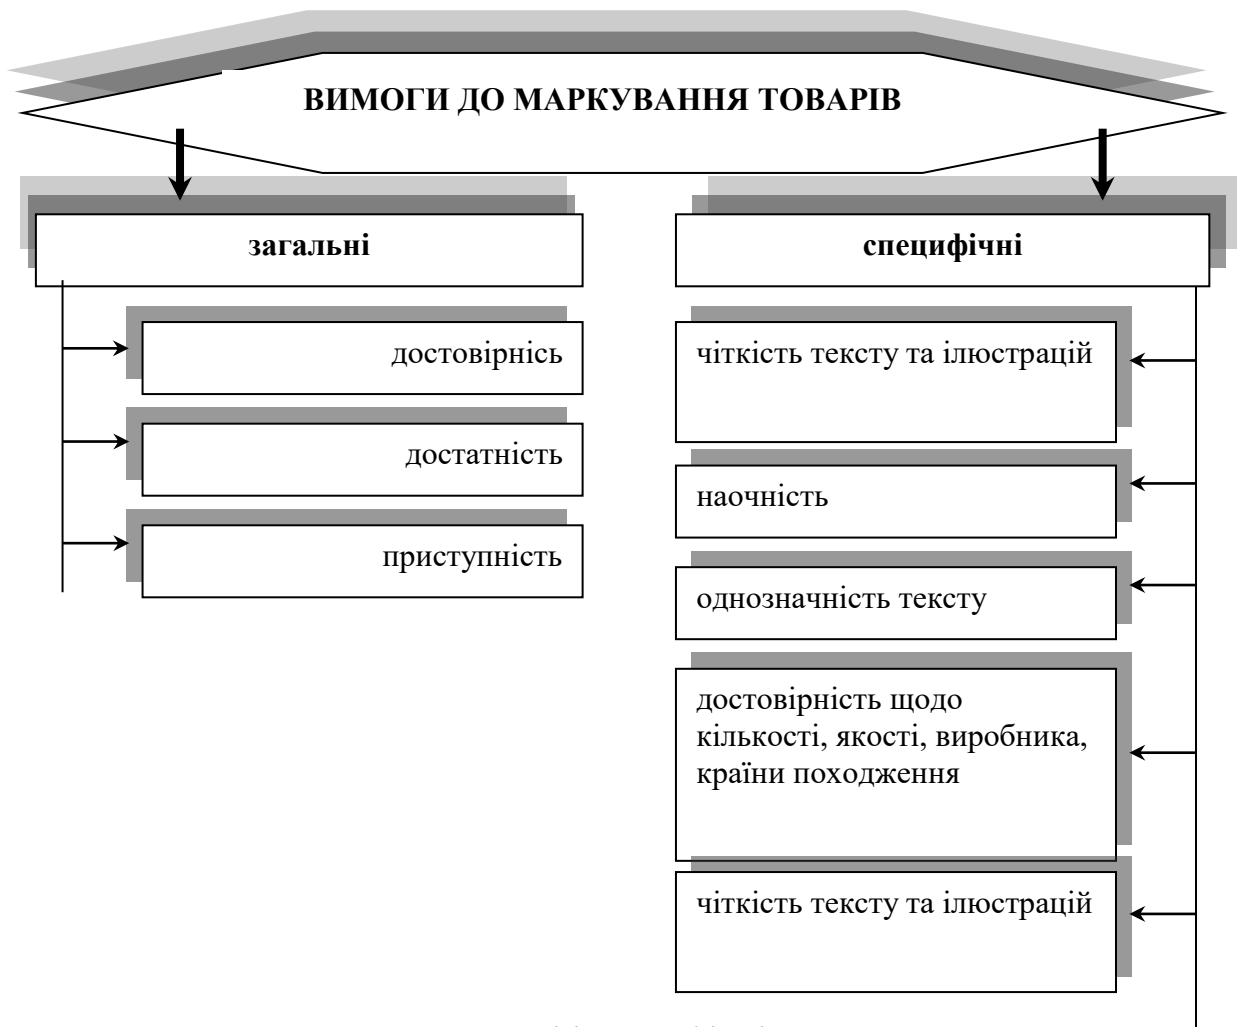 ВИМОГИ ДО МАРКУВАННЯ ТОВАРІВ
загальні
достовірнісь
достатність
приступність
специфічні
чіткість тексту та ілюстрацій
наочність
однозначність тексту
достовірність щодо
кількості, якості, виробника,
країни походження
чіткість тексту та ілюстрацій